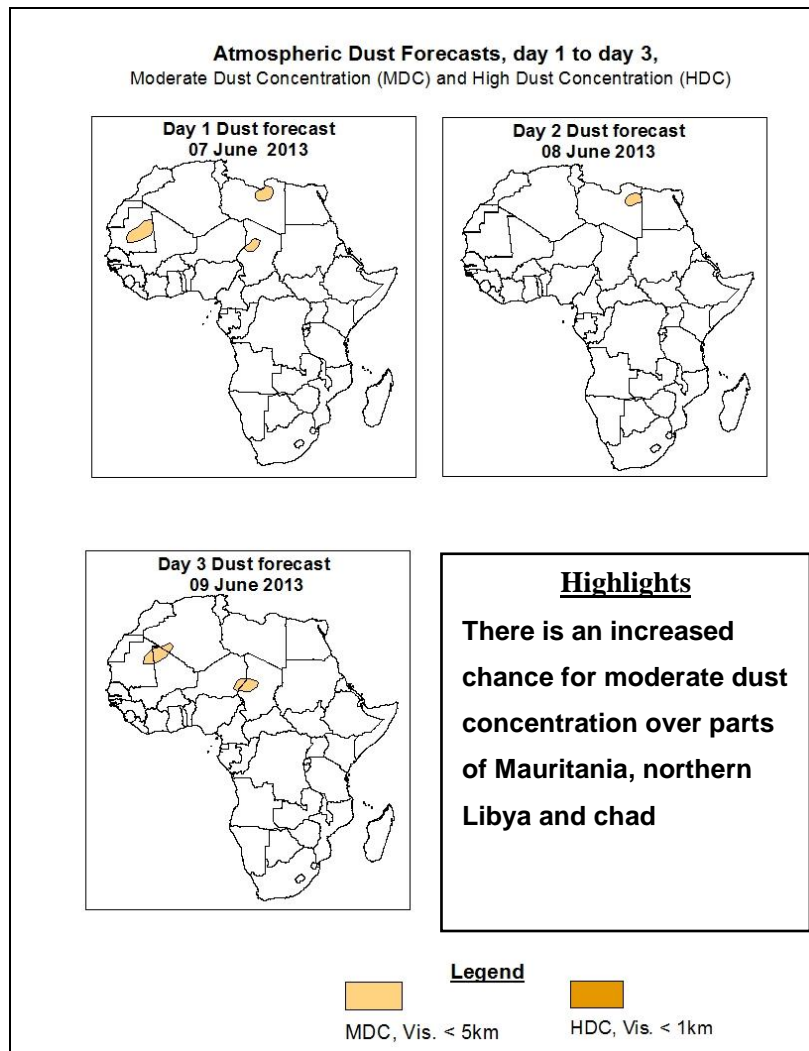 Atmospheric Dust Forecasts, day 1 to day 3,
Moderate Dust Concentration (MDC) and High Dust Concentration (HDC)
Day 1 Dust forecast
07 June 2013
Day 2 Dust forecast
08 June 2013
Day 3 Dust forecast
09 June 2013
Highlights
There is an increased
chance for moderate dust
concentration over parts
of Mauritania, northern
Libya and chad
Legend
MDC, Vis. < 5km
HDC, Vis. < 1km